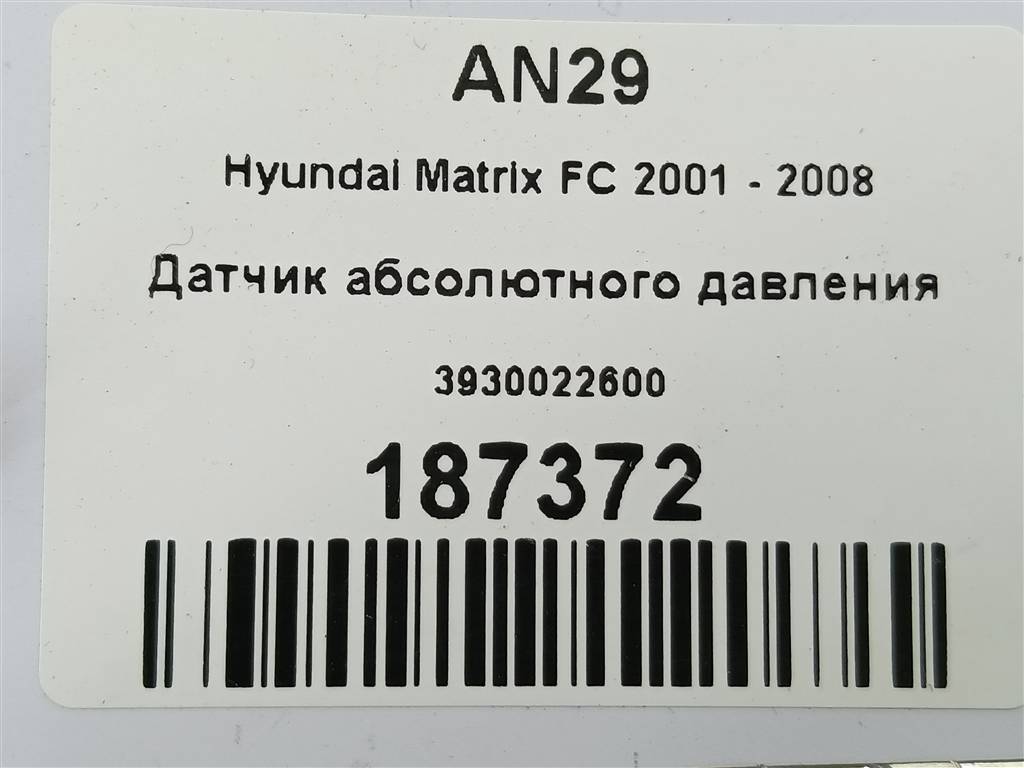 AN29
Hyundai Matrix FC 2001 - 2008
Датчик абсолютного давления
3930022600
187372